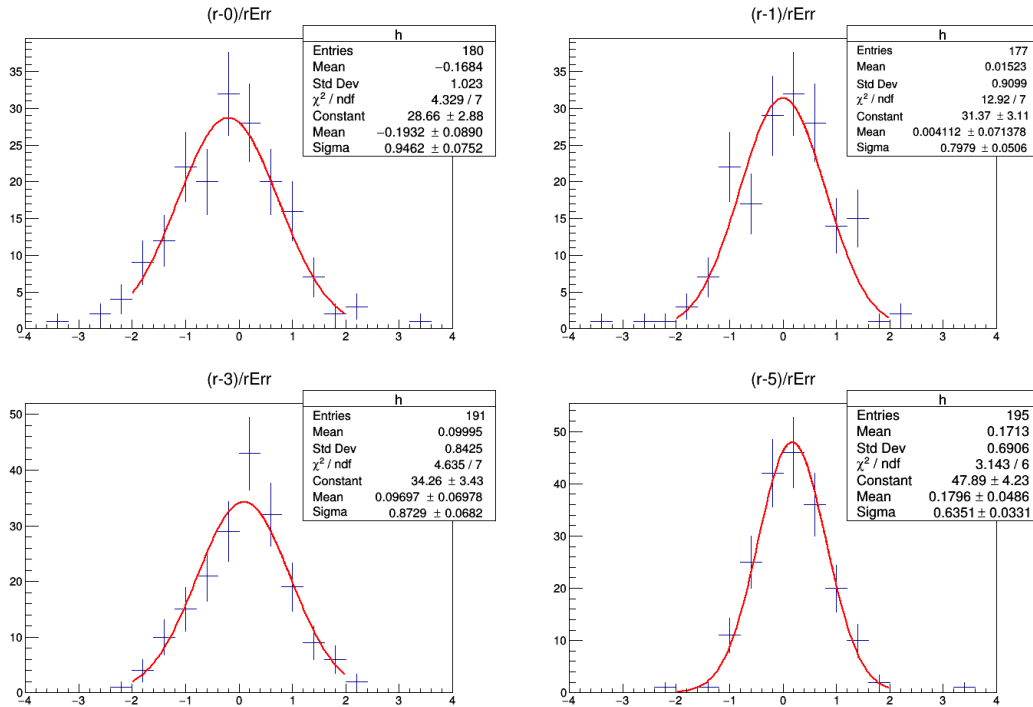 (r-0)/rErr
h
Entries 180
Mean −0.1684
Std Dev 1.023
χ² / ndf 4.329 / 7
Constant 28.66 ± 2.88
Mean −0.1932 ± 0.0890
Sigma 0.9462 ± 0.0752
35
30
25
20
15
10
5
0
−4 −3 −2 −1 0 1 2 3 4
(r-1)/rErr
h
Entries 177
Mean 0.01523
Std Dev 0.9099
χ² / ndf 12.92 / 7
Constant 31.37 ± 3.11
Mean 0.004112 ± 0.071378
Sigma 0.7979 ± 0.0506
35
30
25
20
15
10
5
0
−4 −3 −2 −1 0 1 2 3 4
(r-3)/rErr
h
Entries 191
Mean 0.09995
Std Dev 0.8425
χ² / ndf 4.635 / 7
Constant 34.26 ± 3.43
Mean 0.09697 ± 0.06978
Sigma 0.8729 ± 0.0682
50
40
30
20
10
0
−4 −3 −2 −1 0 1 2 3 4
(r-5)/rErr
h
Entries 195
Mean 0.1713
Std Dev 0.6906
χ² / ndf 3.143 / 6
Constant 47.89 ± 4.23
Mean 0.1796 ± 0.0486
Sigma 0.6351 ± 0.0331
50
40
30
20
10
0
−4 −3 −2 −1 0 1 2 3 4